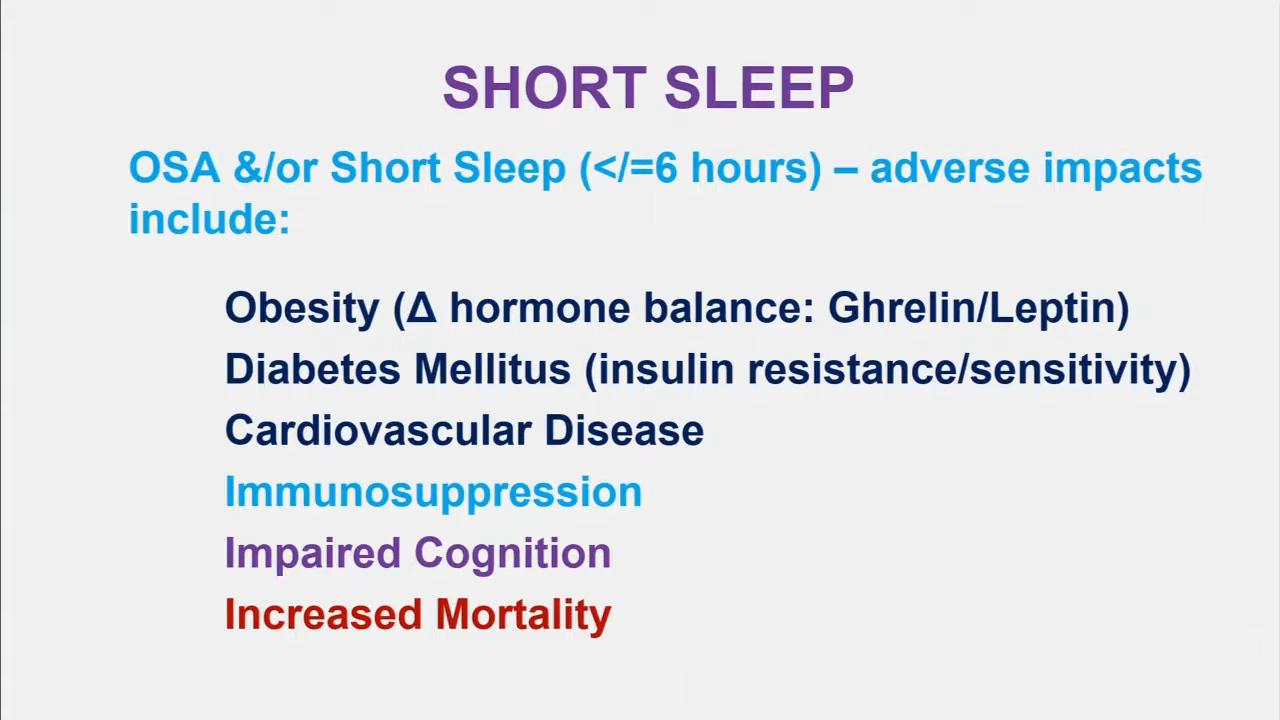 SHORT SLEEP
OSA &/or Short Sleep (</=6 hours) – adverse impacts
include:
Obesity (Δ hormone balance: Ghrelin/Leptin)
Diabetes Mellitus (insulin resistance/sensitivity)
Cardiovascular Disease
Immunosuppression
Impaired Cognition
Increased Mortality